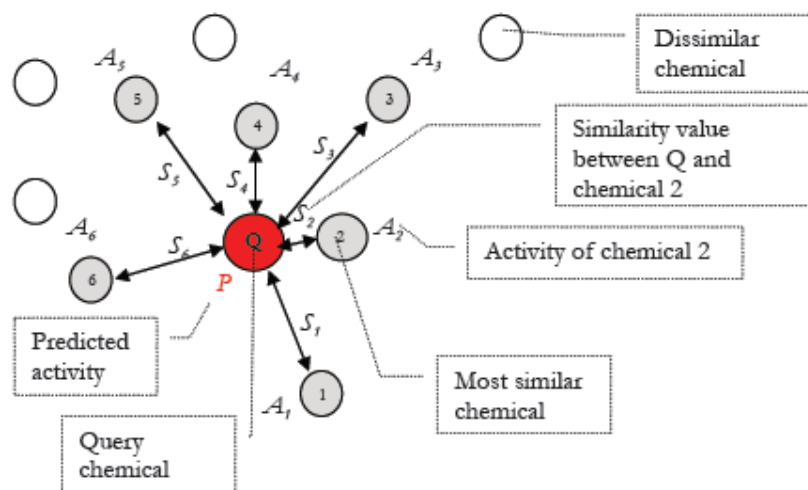 Dissimilar
chemical
A₅
A₄
A₃
5
4
3
Similarity value
between Q and
chemical 2
S₅
S₄
S₃
S₂
A₆
Q
2
A₂
S₆
Activity of chemical 2
6
P
S₁
Predicted
activity
Most similar
chemical
1
A₁
Query
chemical